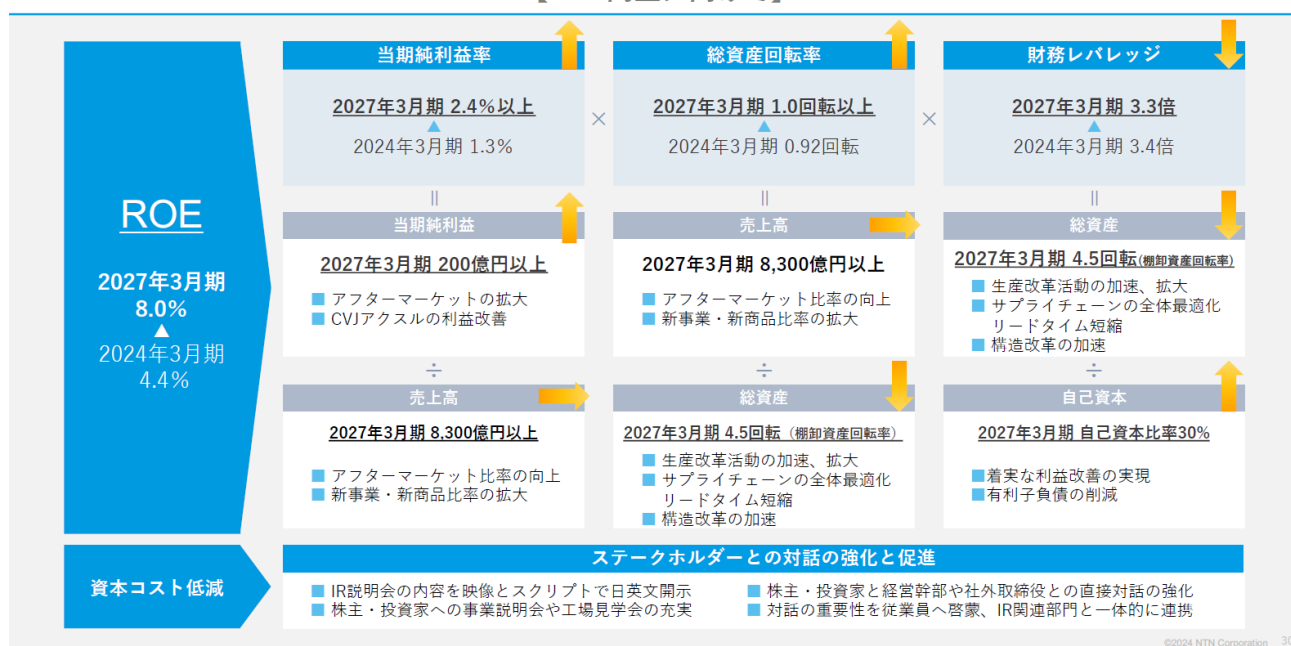 ROE
2027年3月期
8.0%
▲
2024年3月期
4.4%
当期純利益率
2027年3月期 2.4%以上
▲
2024年3月期 1.3%
×
総資産回転率
2027年3月期 1.0回転以上
▲
2024年3月期 0.92回転
×
財務レバレッジ
2027年3月期 3.3倍
▲
2024年3月期 3.4倍
||
当期純利益
2027年3月期 200億円以上
■ アフターマーケットの拡大
■ CVJアクスルの利益改善
||
売上高
2027年3月期 8,300億円以上
■ アフターマーケット比率の向上
■ 新事業・新商品比率の拡大
||
総資産
2027年3月期 4.5回転(棚卸資産回転率)
■ 生産改革活動の加速、拡大
■ サプライチェーンの全体最適化
リードタイム短縮
■ 構造改革の加速
÷
売上高
2027年3月期 8,300億円以上
■ アフターマーケット比率の向上
■ 新事業・新商品比率の拡大
÷
総資産
2027年3月期 4.5回転（棚卸資産回転率）
■ 生産改革活動の加速、拡大
■ サプライチェーンの全体最適化
リードタイム短縮
■ 構造改革の加速
÷
自己資本
2027年3月期 自己資本比率30%
■着実な利益改善の実現
■有利子負債の削減
資本コスト低減
ステークホルダーとの対話の強化と促進
■ IR説明会の内容を映像とスクリプトで日英文開示
■ 株主・投資家への事業説明会や工場見学会の充実
■ 株主・投資家と経営幹部や社外取締役との直接対話の強化
■ 対話の重要性を従業員へ啓蒙、IR関連部門と一体的に連携
©2024 NTN Corporation 30